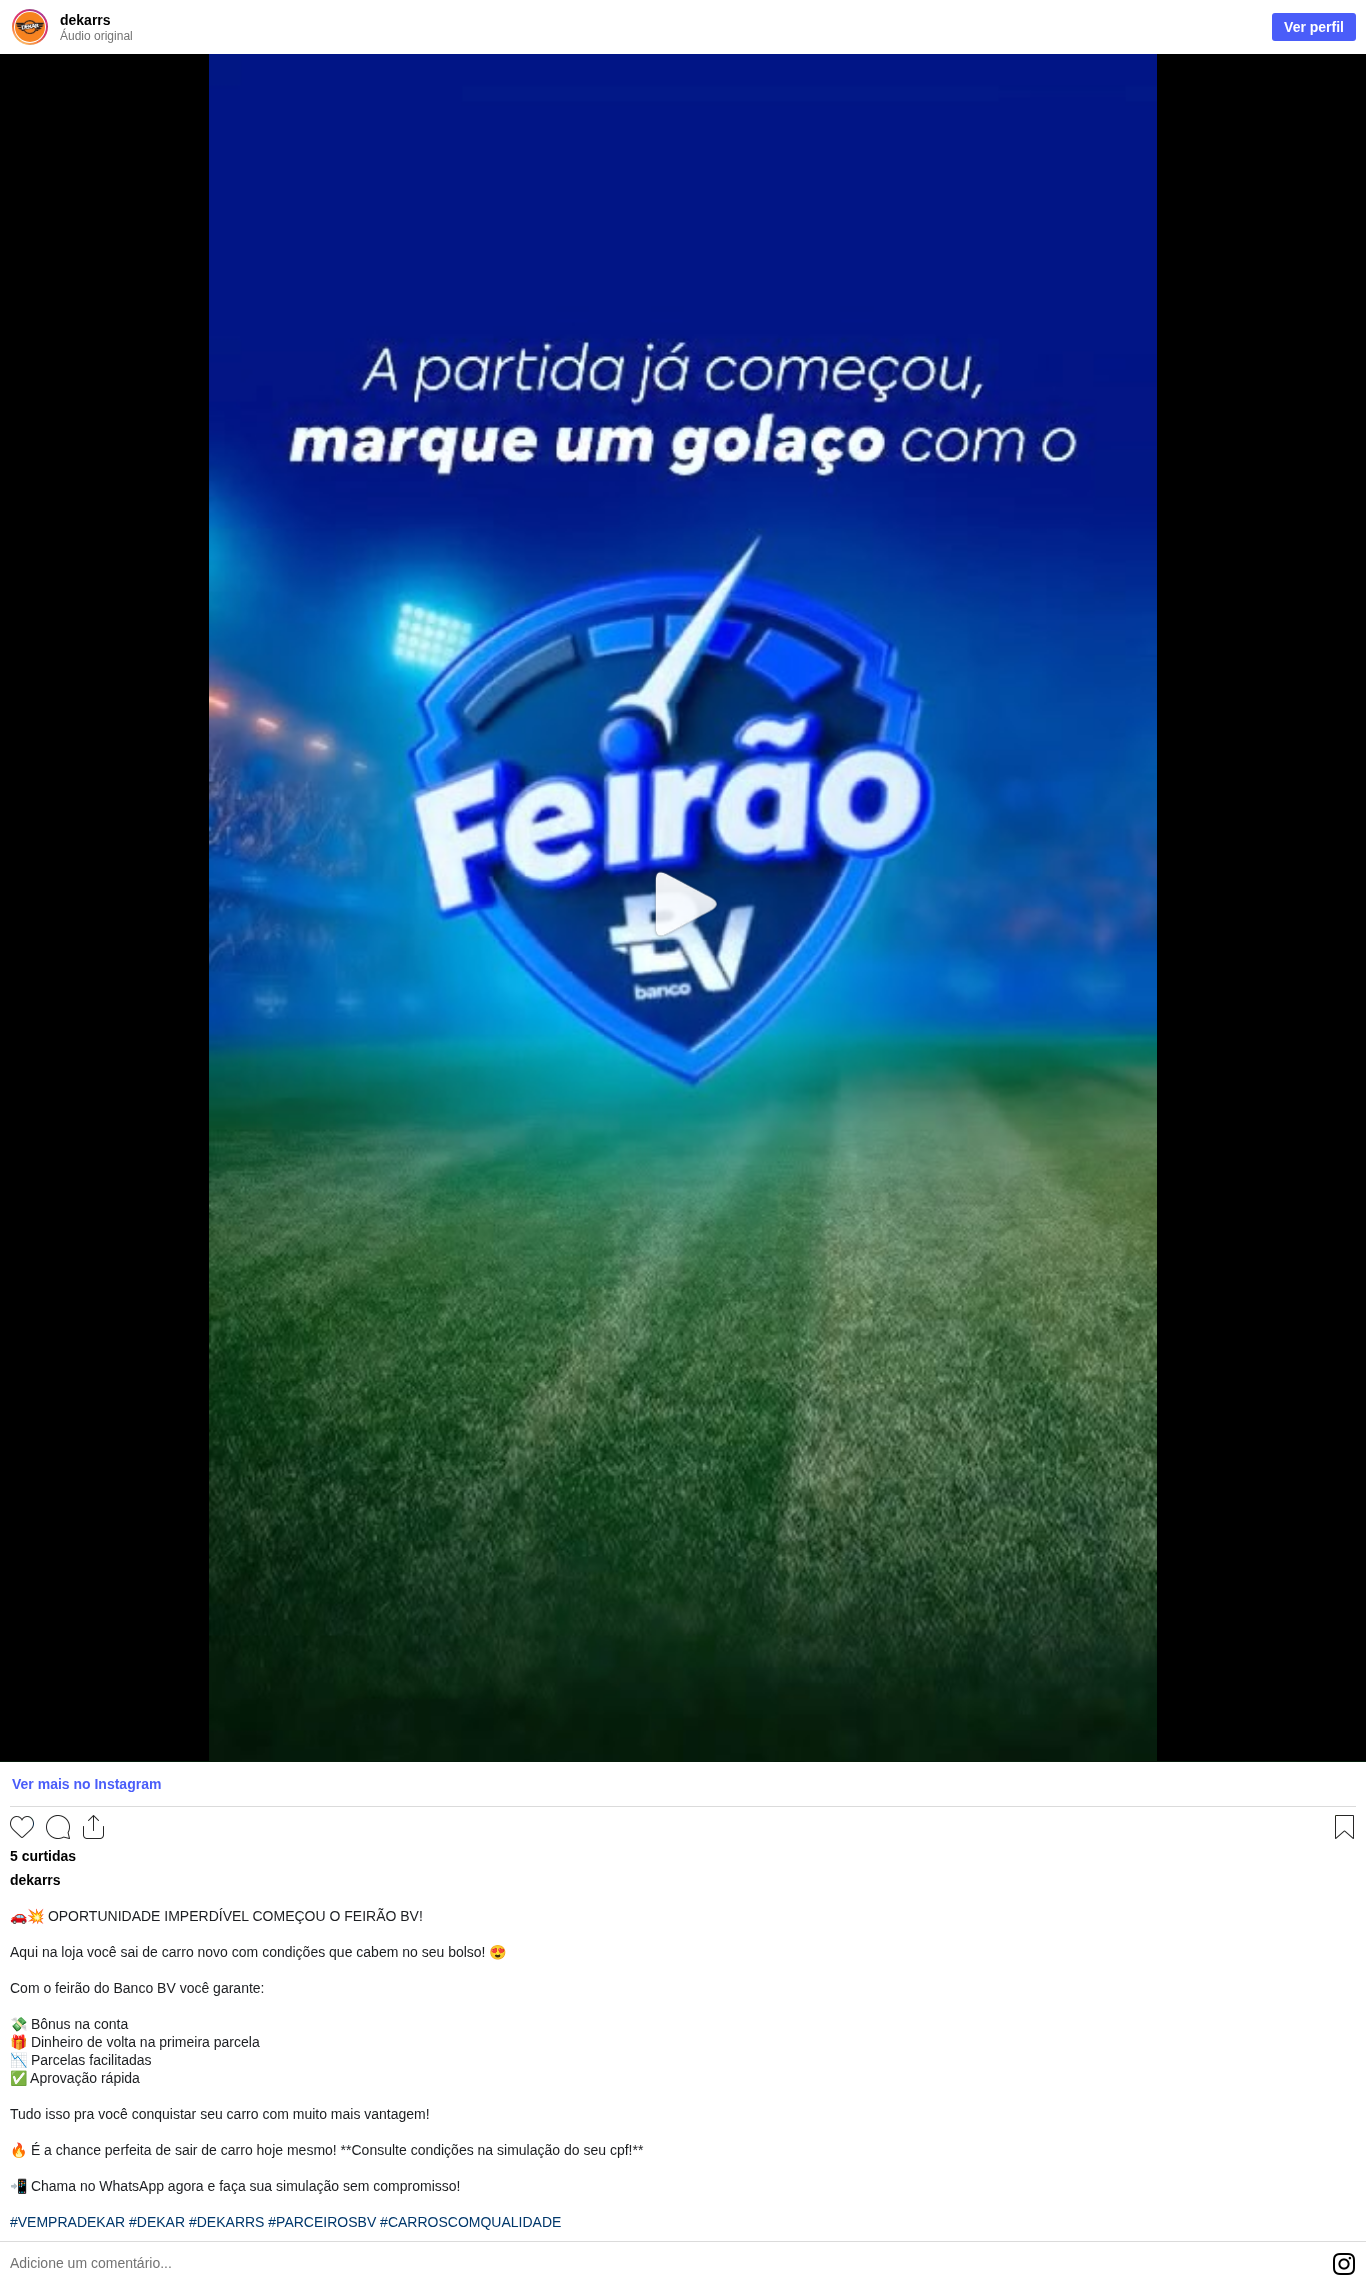 dekarrs
Áudio original
Ver perfil
A partida já começou,
marque um golaço com o
Feirão
BV
banco
Ver mais no Instagram
5 curtidas
dekarrs
🚗💥 OPORTUNIDADE IMPERDÍVEL COMEÇOU O FEIRÃO BV!
Aqui na loja você sai de carro novo com condições que cabem no seu bolso! 😍
Com o feirão do Banco BV você garante:
💸 Bônus na conta
🎁 Dinheiro de volta na primeira parcela
📉 Parcelas facilitadas
✅ Aprovação rápida
Tudo isso pra você conquistar seu carro com muito mais vantagem!
🔥 É a chance perfeita de sair de carro hoje mesmo! **Consulte condições na simulação do seu cpf!**
📲 Chama no WhatsApp agora e faça sua simulação sem compromisso!
#VEMPRADEKAR #DEKAR #DEKARRS #PARCEIROSBV #CARROSCOMQUALIDADE
Adicione um comentário...